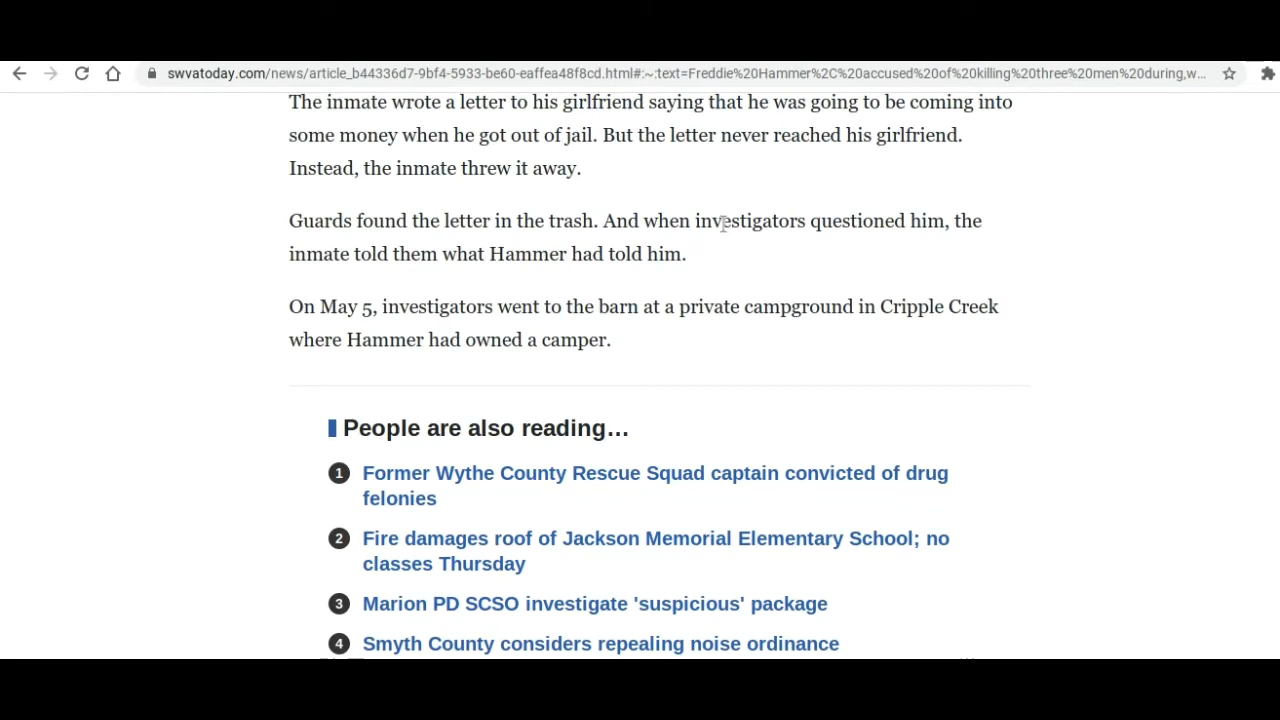 swvatoday.com/news/article_b44336d7-9bf4-5933-be60-eaffea48f8cd.html#:~:text=Freddie%20Hammer%2C%20accused%20of%20killing%20three%20men%20during,w...
The inmate wrote a letter to his girlfriend saying that he was going to be coming into
some money when he got out of jail. But the letter never reached his girlfriend.
Instead, the inmate threw it away.
Guards found the letter in the trash. And when investigators questioned him, the
inmate told them what Hammer had told him.
On May 5, investigators went to the barn at a private campground in Cripple Creek
where Hammer had owned a camper.
People are also reading…
1 Former Wythe County Rescue Squad captain convicted of drug
felonies
2 Fire damages roof of Jackson Memorial Elementary School; no
classes Thursday
3 Marion PD SCSO investigate 'suspicious' package
4 Smyth County considers repealing noise ordinance